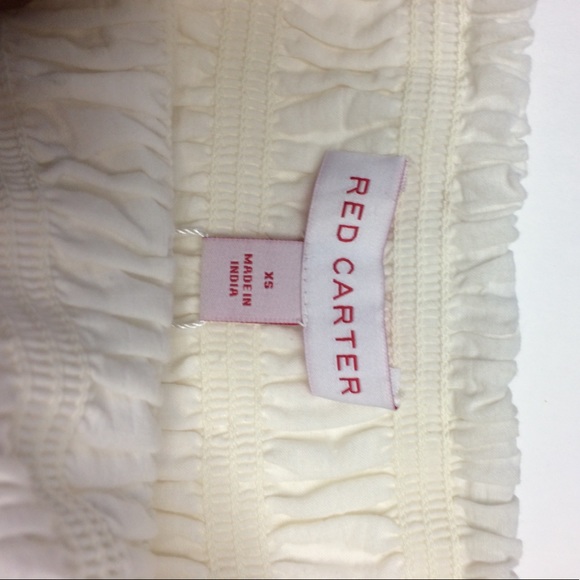 RED CARTER
XS
MADE IN
INDIA